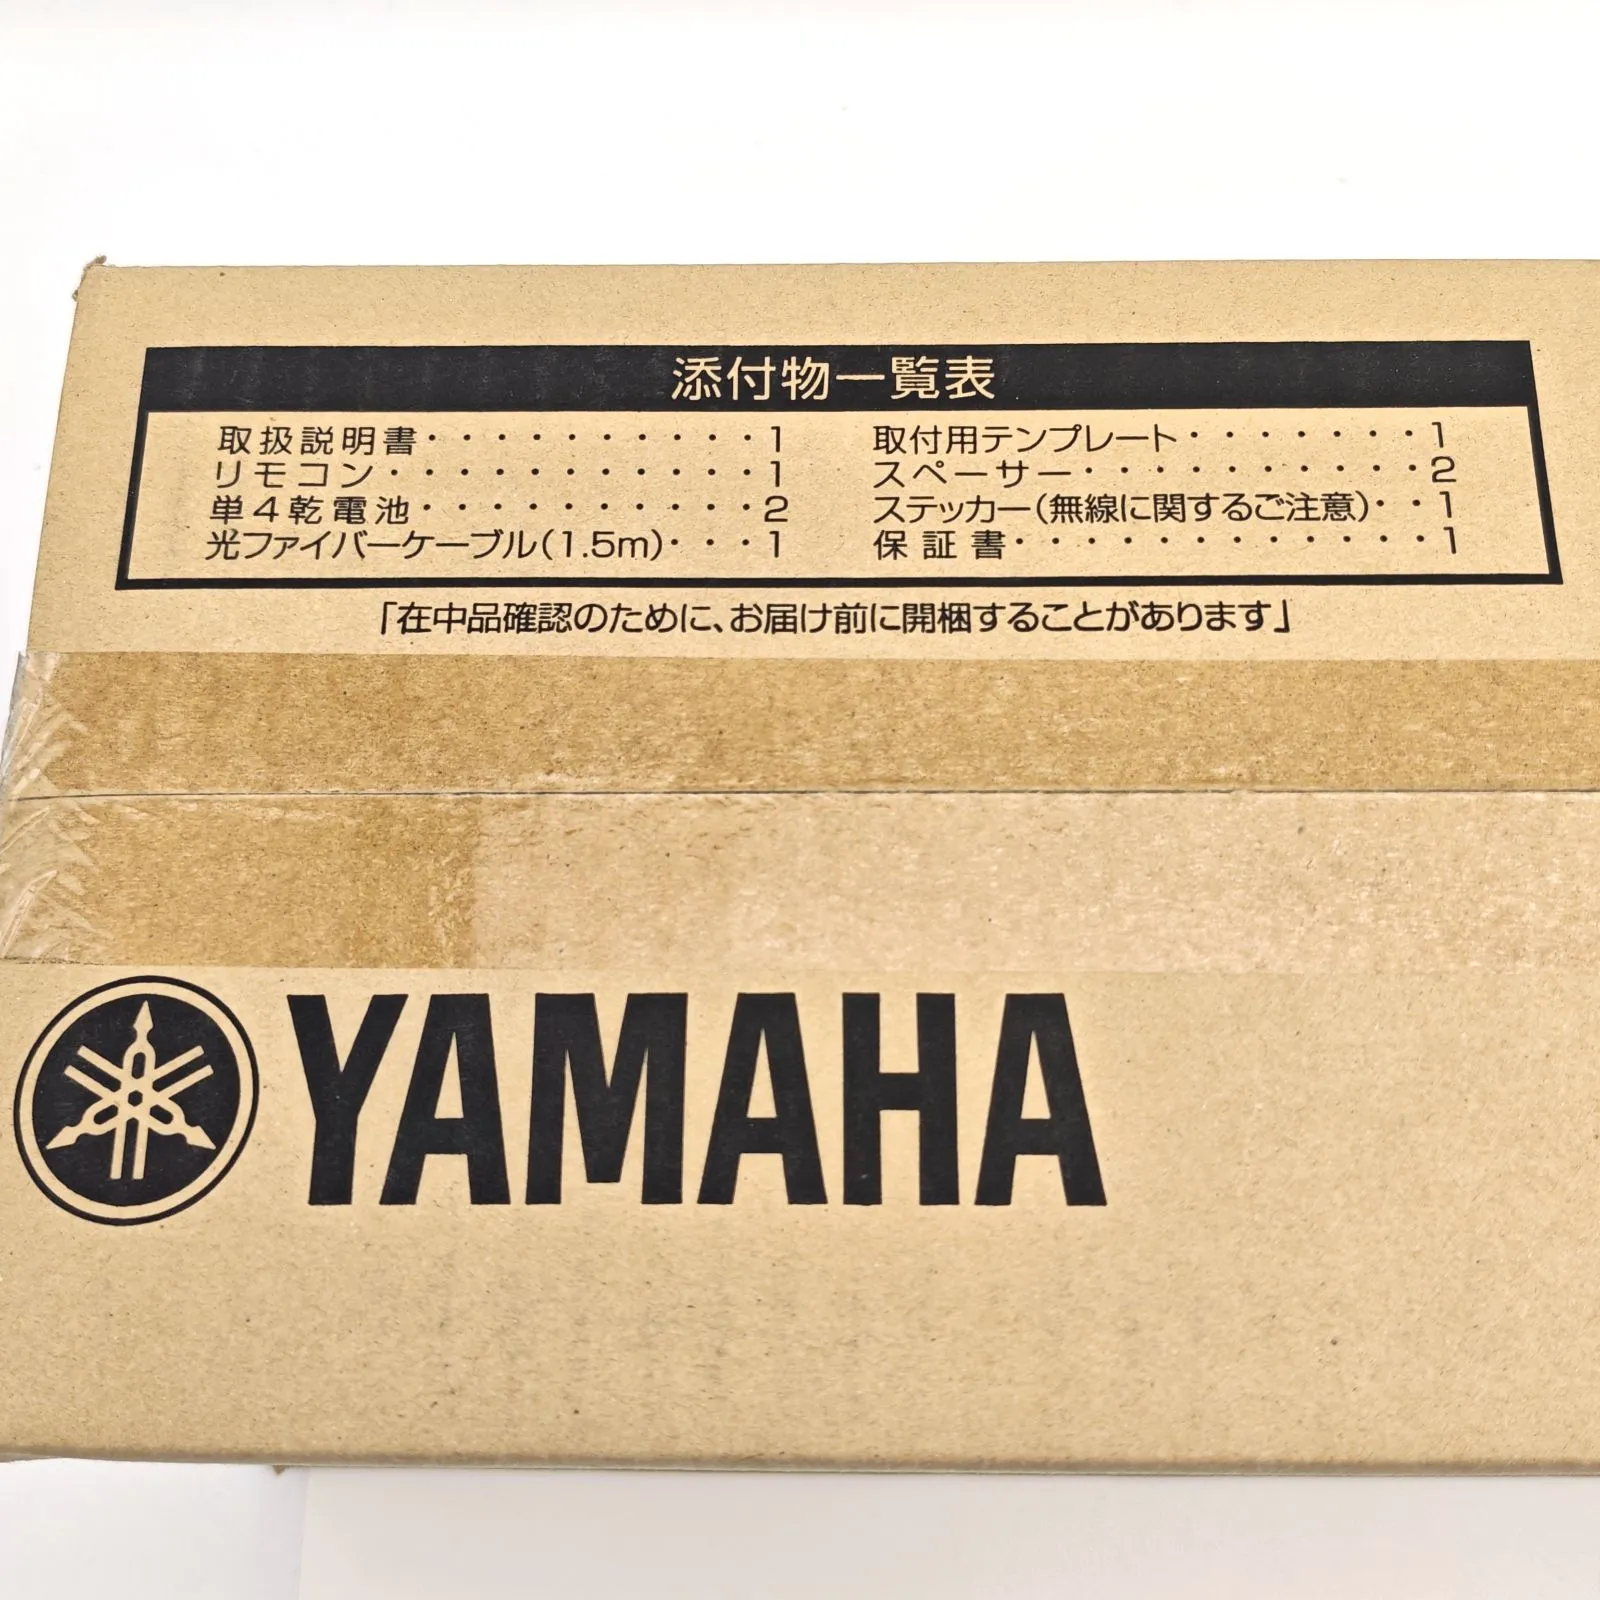 添付物一覧表
取扱説明書・・・・・・・・・・1
リモコン・・・・・・・・・・・1
単4乾電池・・・・・・・・・・2
光ファイバーケーブル(1.5m)・・・1
取付用テンプレート・・・・・・・1
スペーサー・・・・・・・・・・2
ステッカー(無線に関するご注意)・・1
保証書・・・・・・・・・・・・1
「在中品確認のために、お届け前に開梱することがあります」
YAMAHA